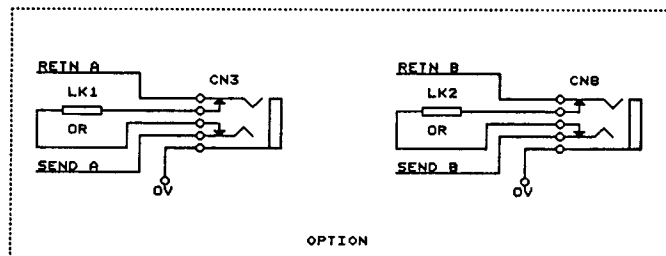 RETN A
CN3
LK1
OR
SEND A
0V
RETN B
CN8
LK2
OR
SEND B
0V
OPTION